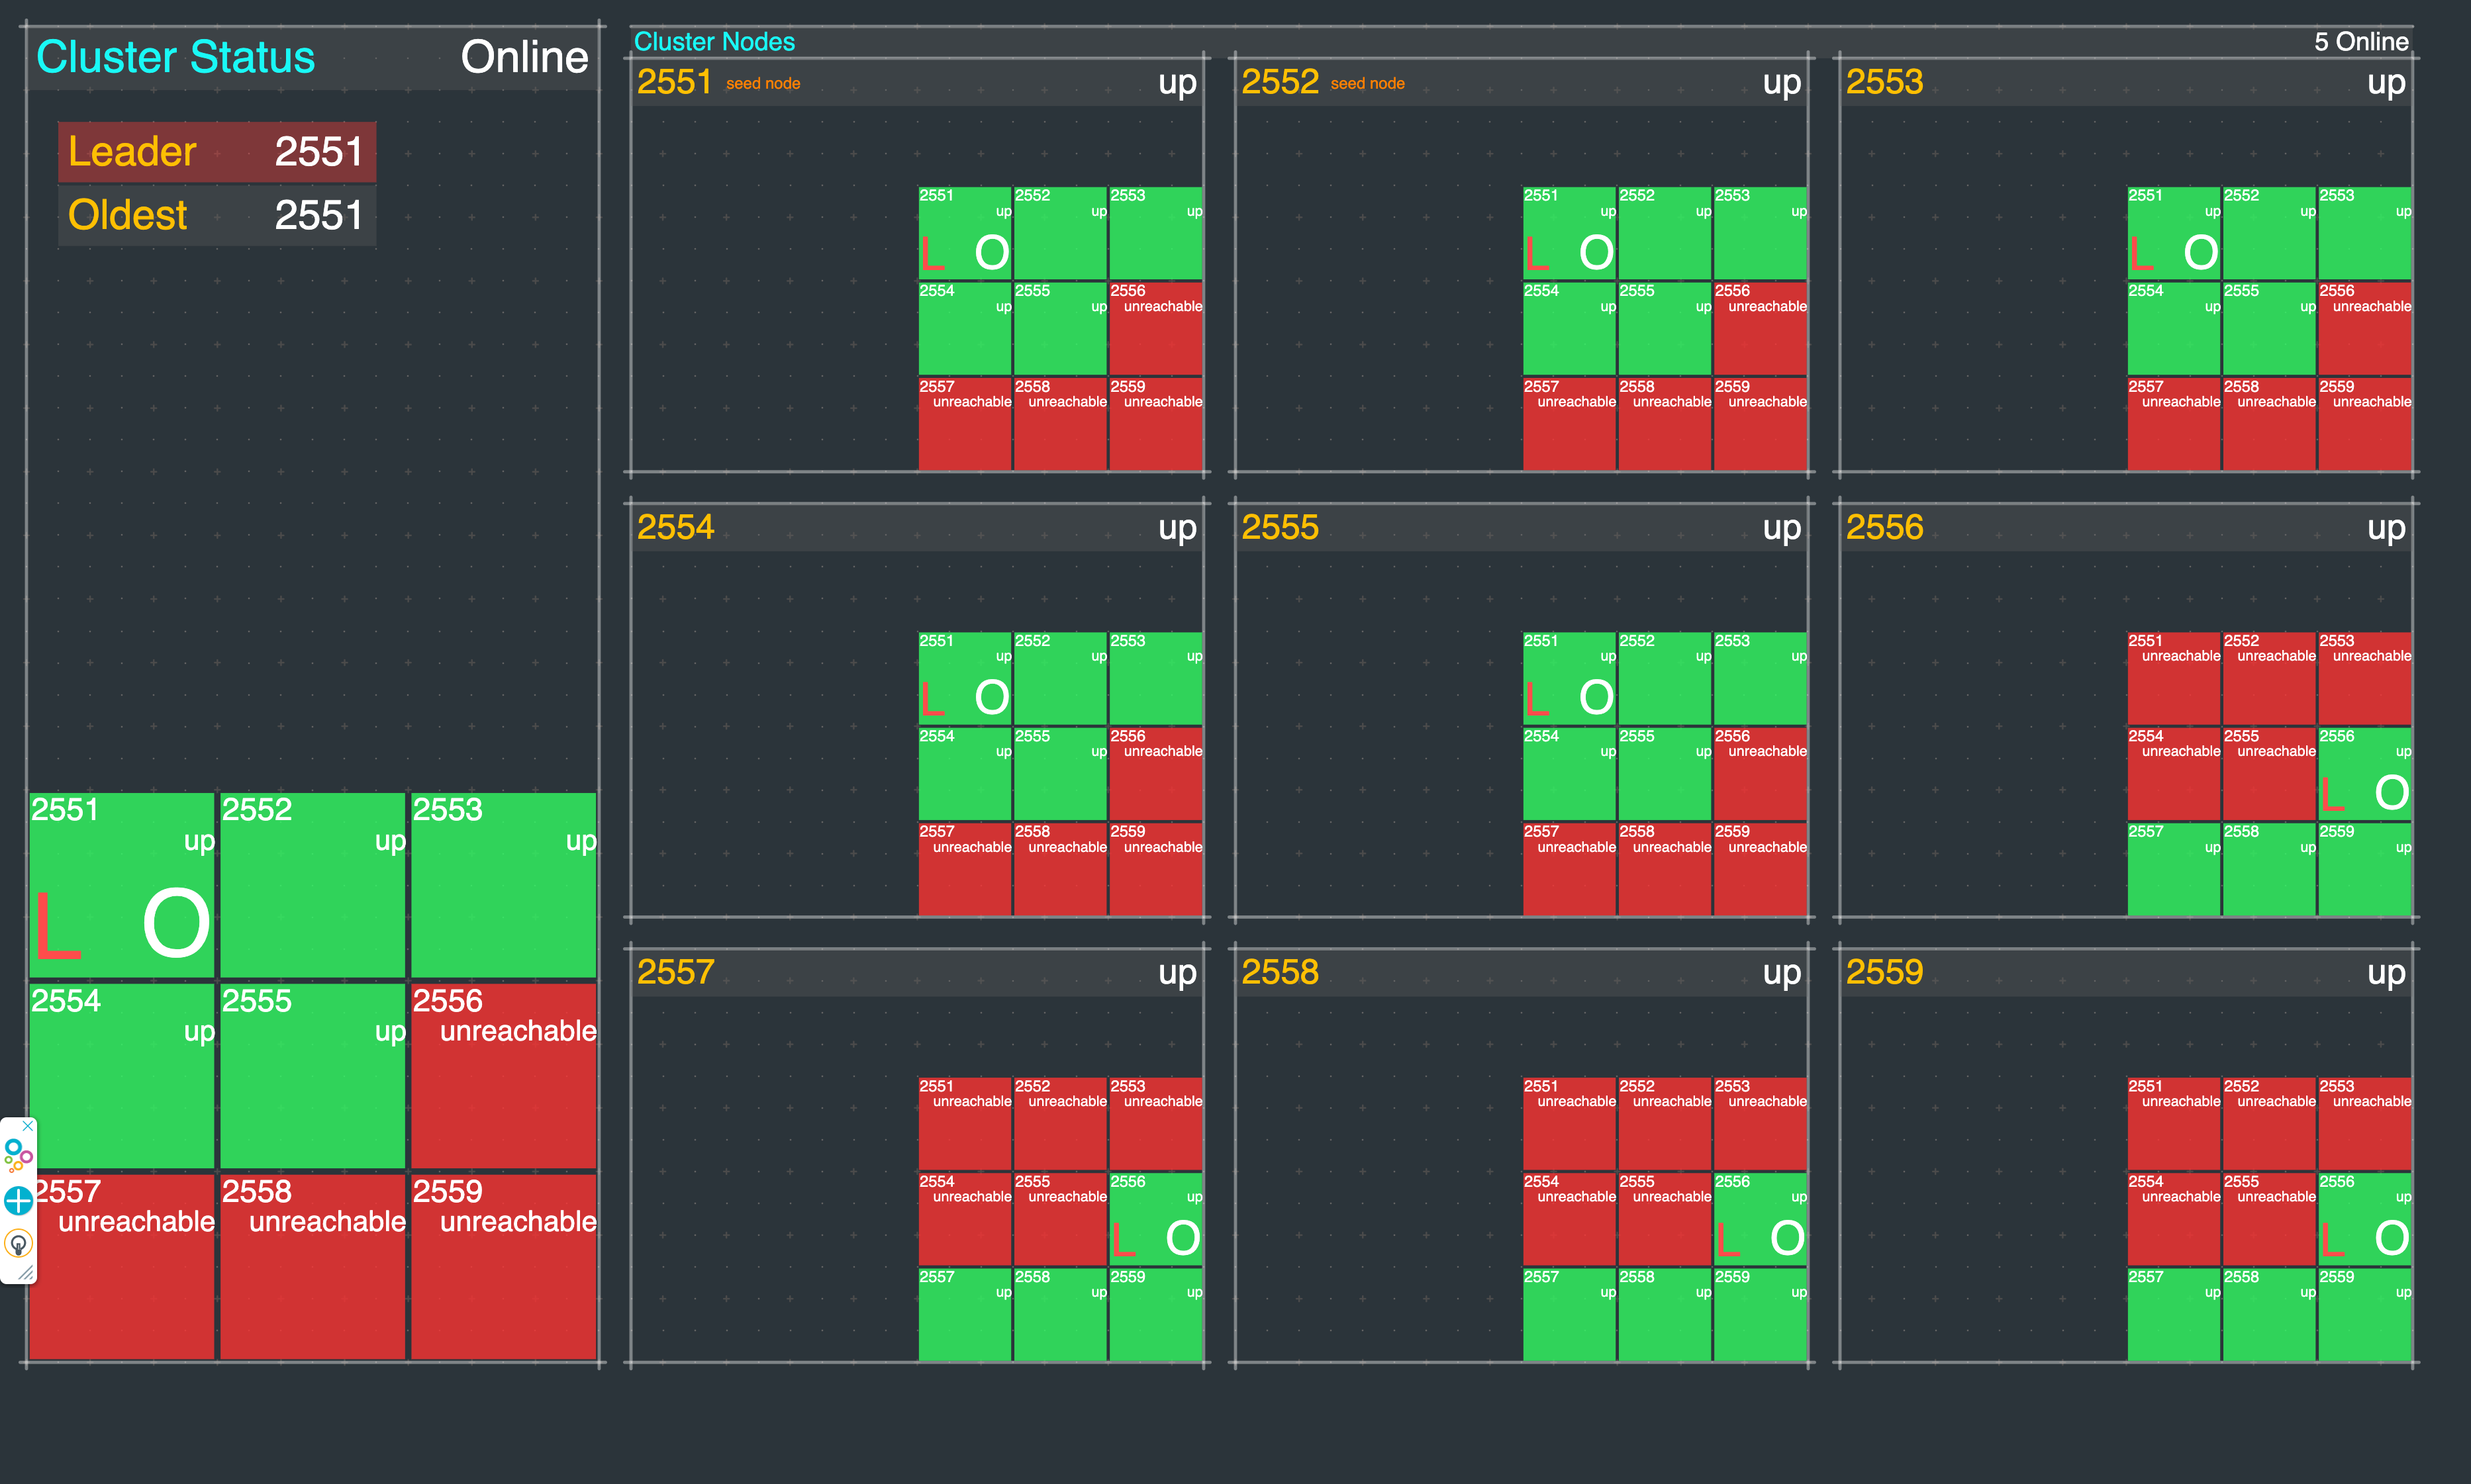 Cluster Status Online
Leader 2551
Oldest 2551
2551 2552 2553
up up up
L O
2554 2555 2556
up up unreachable
2557 2558 2559
unreachable unreachable unreachable
Cluster Nodes 5 Online
2551 seed node up
2551 2552 2553
up up up
L O
2554 2555 2556
up up unreachable
2557 2558 2559
unreachable unreachable unreachable
2552 seed node up
2551 2552 2553
up up up
L O
2554 2555 2556
up up unreachable
2557 2558 2559
unreachable unreachable unreachable
2553 up
2551 2552 2553
up up up
L O
2554 2555 2556
up up unreachable
2557 2558 2559
unreachable unreachable unreachable
2554 up
2551 2552 2553
up up up
L O
2554 2555 2556
up up unreachable
2557 2558 2559
unreachable unreachable unreachable
2555 up
2551 2552 2553
up up up
L O
2554 2555 2556
up up unreachable
2557 2558 2559
unreachable unreachable unreachable
2556 up
2551 2552 2553
unreachable unreachable unreachable
2554 2555 2556
unreachable unreachable up
L O
2557 2558 2559
up up up
2557 up
2551 2552 2553
unreachable unreachable unreachable
2554 2555 2556
unreachable unreachable up
L O
2557 2558 2559
up up up
2558 up
2551 2552 2553
unreachable unreachable unreachable
2554 2555 2556
unreachable unreachable up
L O
2557 2558 2559
up up up
2559 up
2551 2552 2553
unreachable unreachable unreachable
2554 2555 2556
unreachable unreachable up
L O
2557 2558 2559
up up up